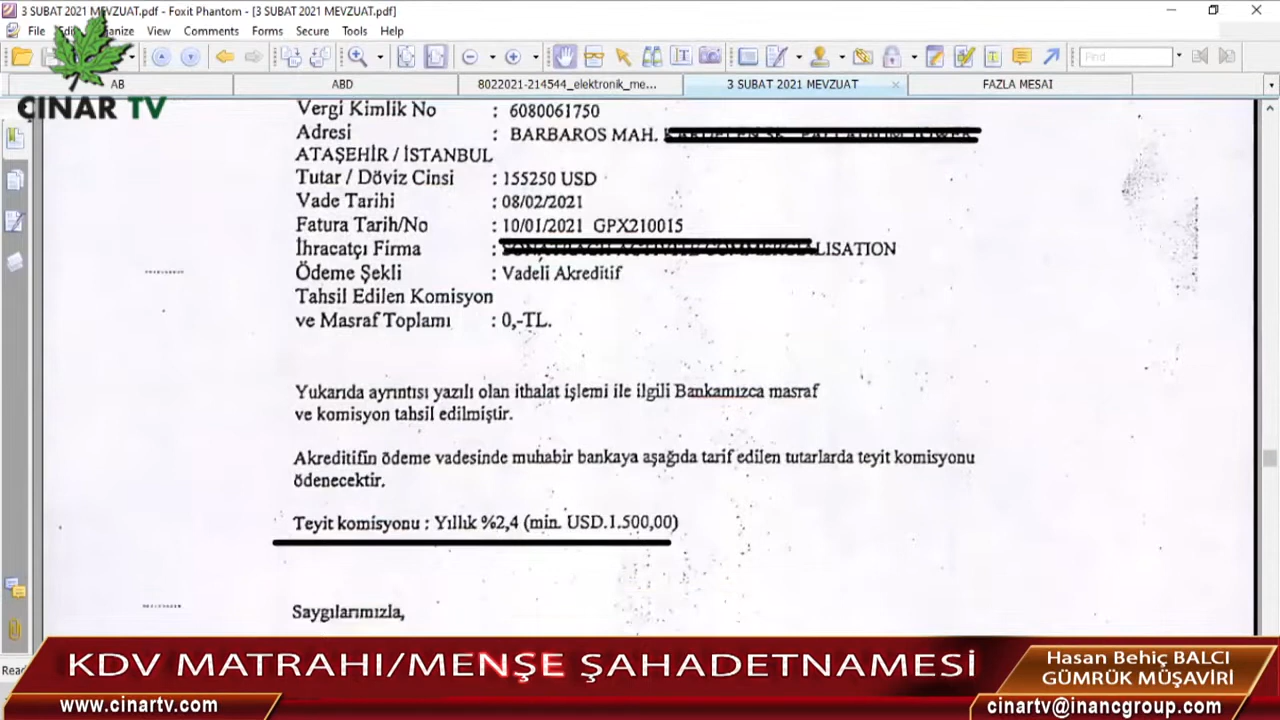 3 SUBAT 2021 MEVZUAT.pdf - Foxit Phantom - [3 SUBAT 2021 MEVZUAT.pdf]
File View Comments Forms Secure Tools Help
Find
AB ABD 8022021-214544_elektronik_me... 3 SUBAT 2021 MEVZUAT FAZLA MESAI
ÇINAR TV
Vergi Kimlik No : 6080061750
Adresi : BARBAROS MAH.
ATAŞEHİR / İSTANBUL
Tutar / Döviz Cinsi : 155250 USD
Vade Tarihi : 08/02/2021
Fatura Tarih/No : 10/01/2021 GPX210015
İhracatçı Firma : LISATION
Ödeme Şekli : Vadeli Akreditif
Tahsil Edilen Komisyon
ve Masraf Toplamı : 0,-TL.
Yukarıda ayrıntısı yazılı olan ithalat işlemi ile ilgili Bankamızca masraf
ve komisyon tahsil edilmiştir.
Akreditifin ödeme vadesinde muhabir bankaya aşağıda tarif edilen tutarlarda teyit komisyonu
ödenecektir.
Teyit komisyonu : Yıllık %2,4 (min. USD.1.500,00)
Saygılarımızla,
KDV MATRAHI/MENŞE ŞAHADETNAMESİ
Hasan Behiç BALCI
GÜMRÜK MÜŞAVİRİ
www.cinartv.com
cinartv@inancgroup.com